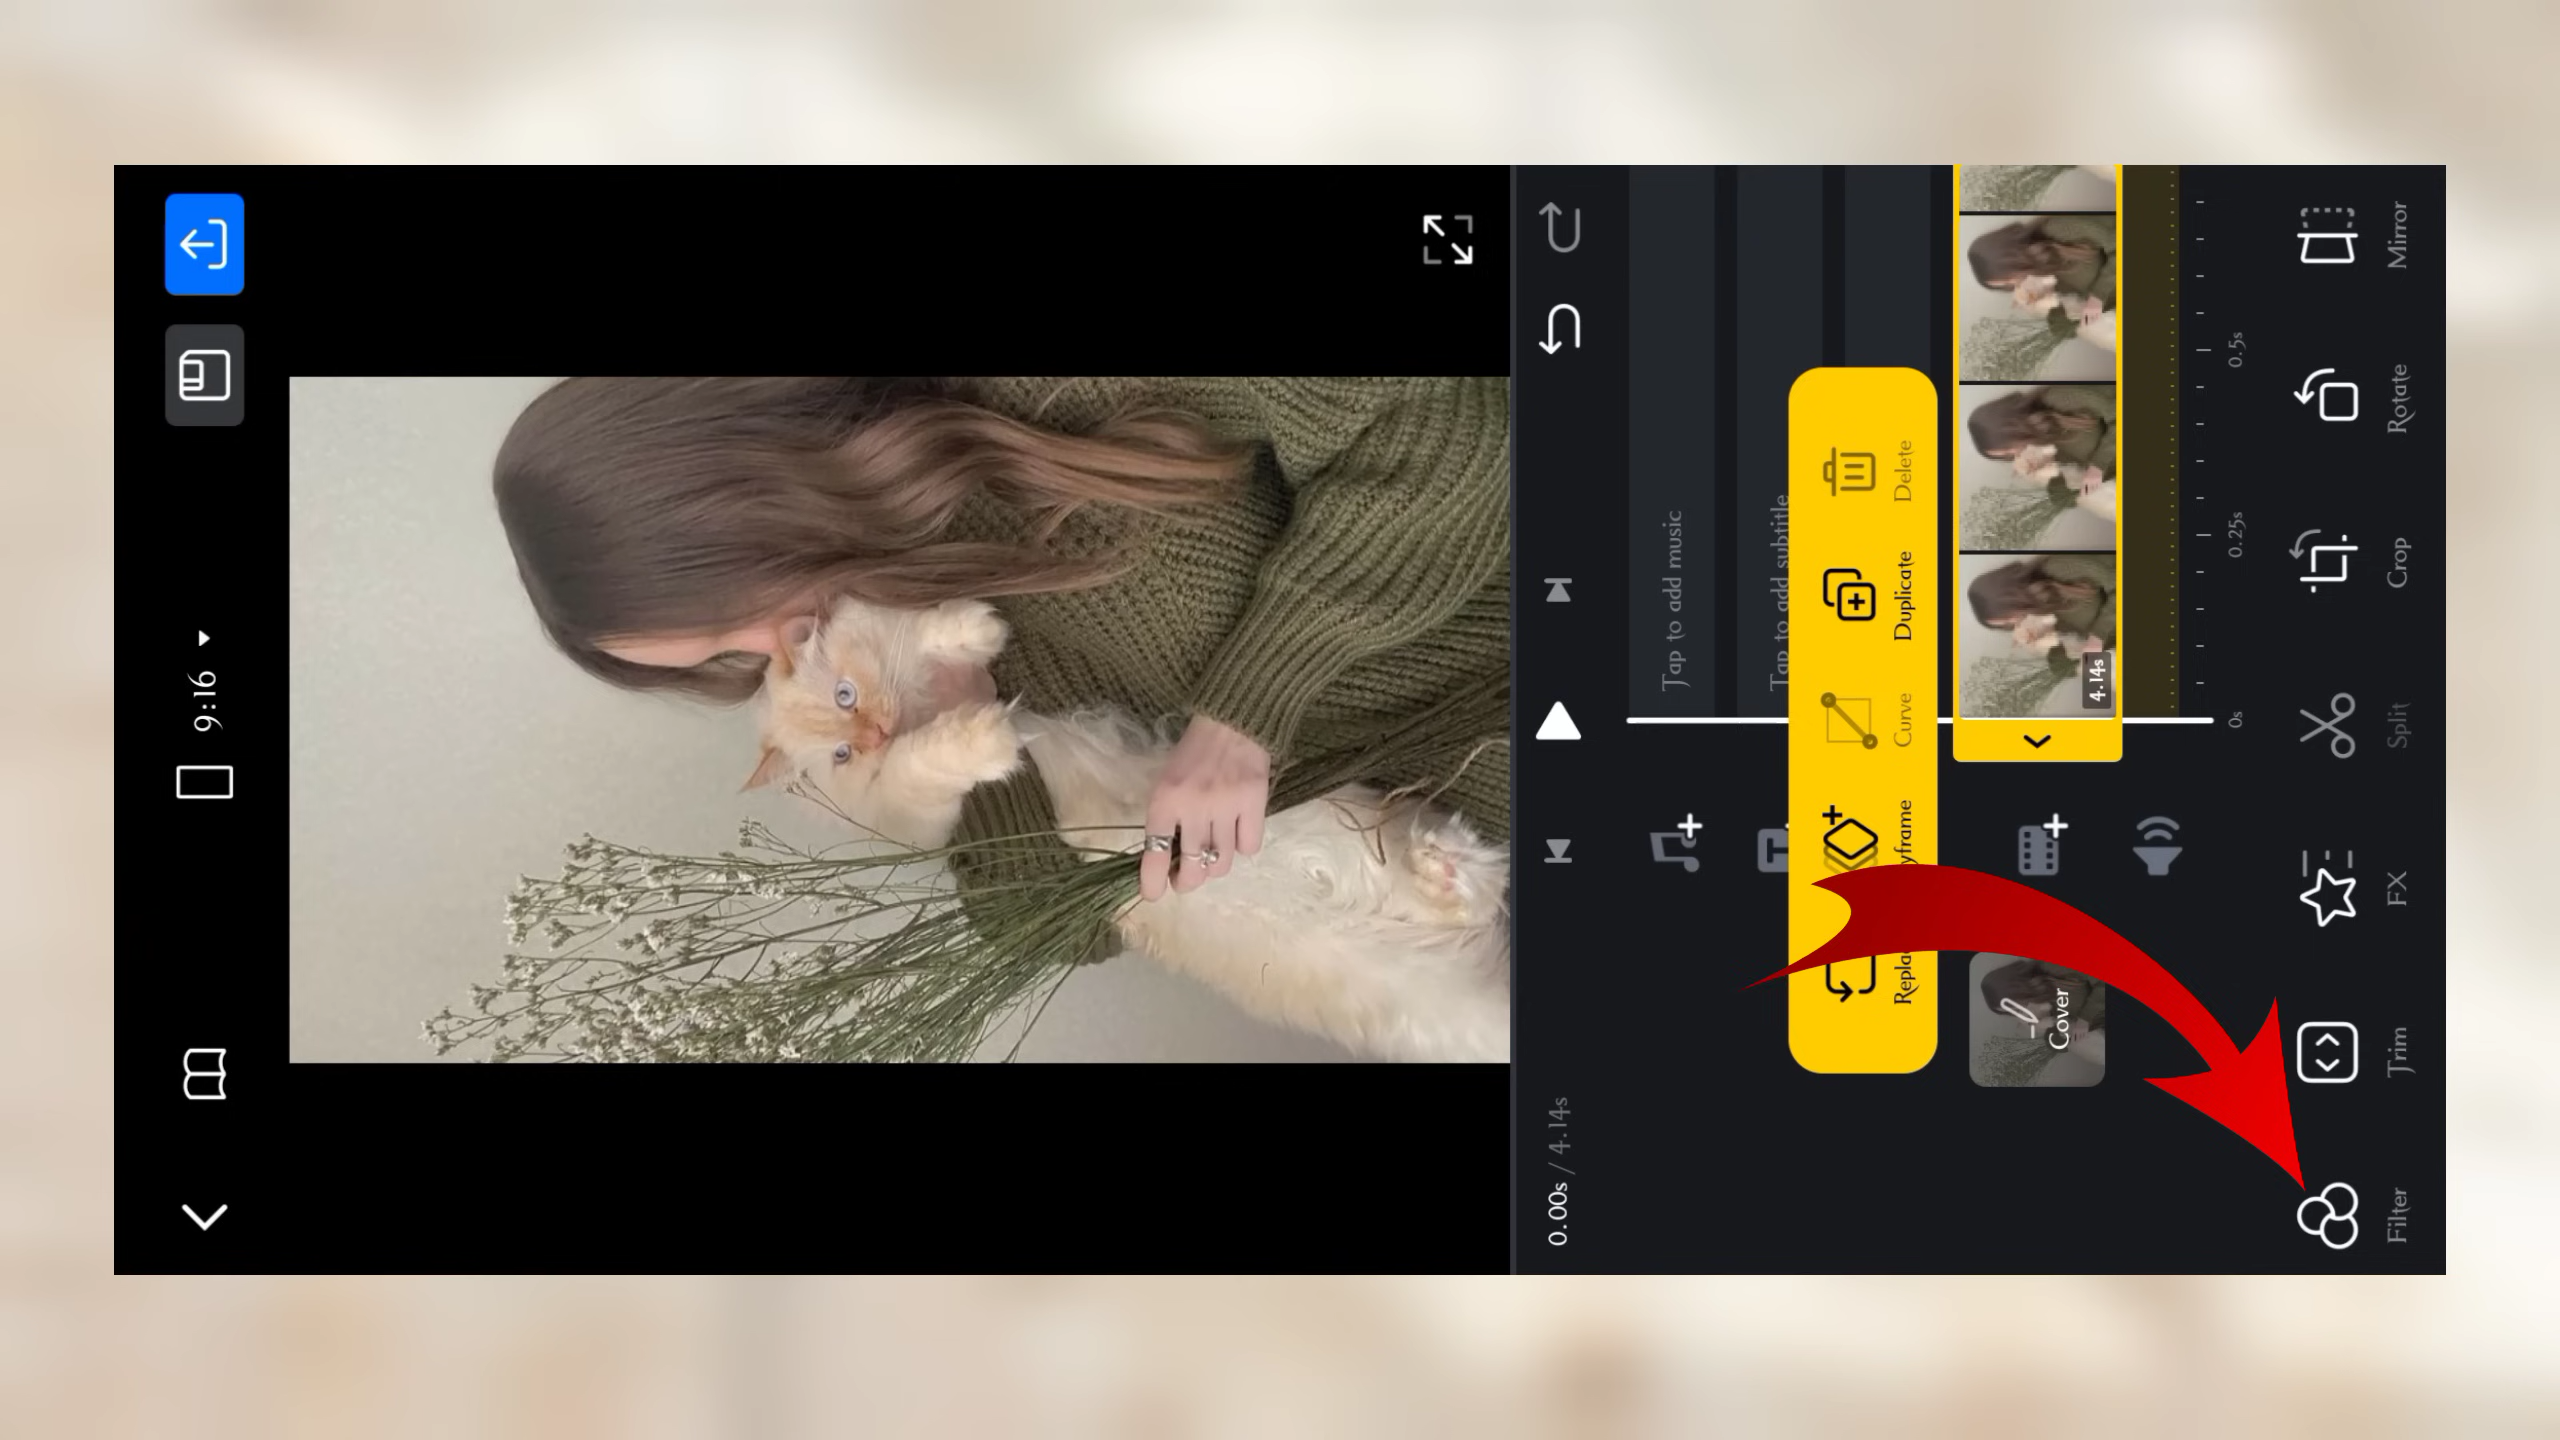 9:16
0.00s / 4.14s
Tap to add music
Tap to add subtitle
Duplicate
Curve
Delete
4.14s
Cover
0s
0.25s
0.5s
Filter
Trim
FX
Split
Crop
Rotate
Mirror